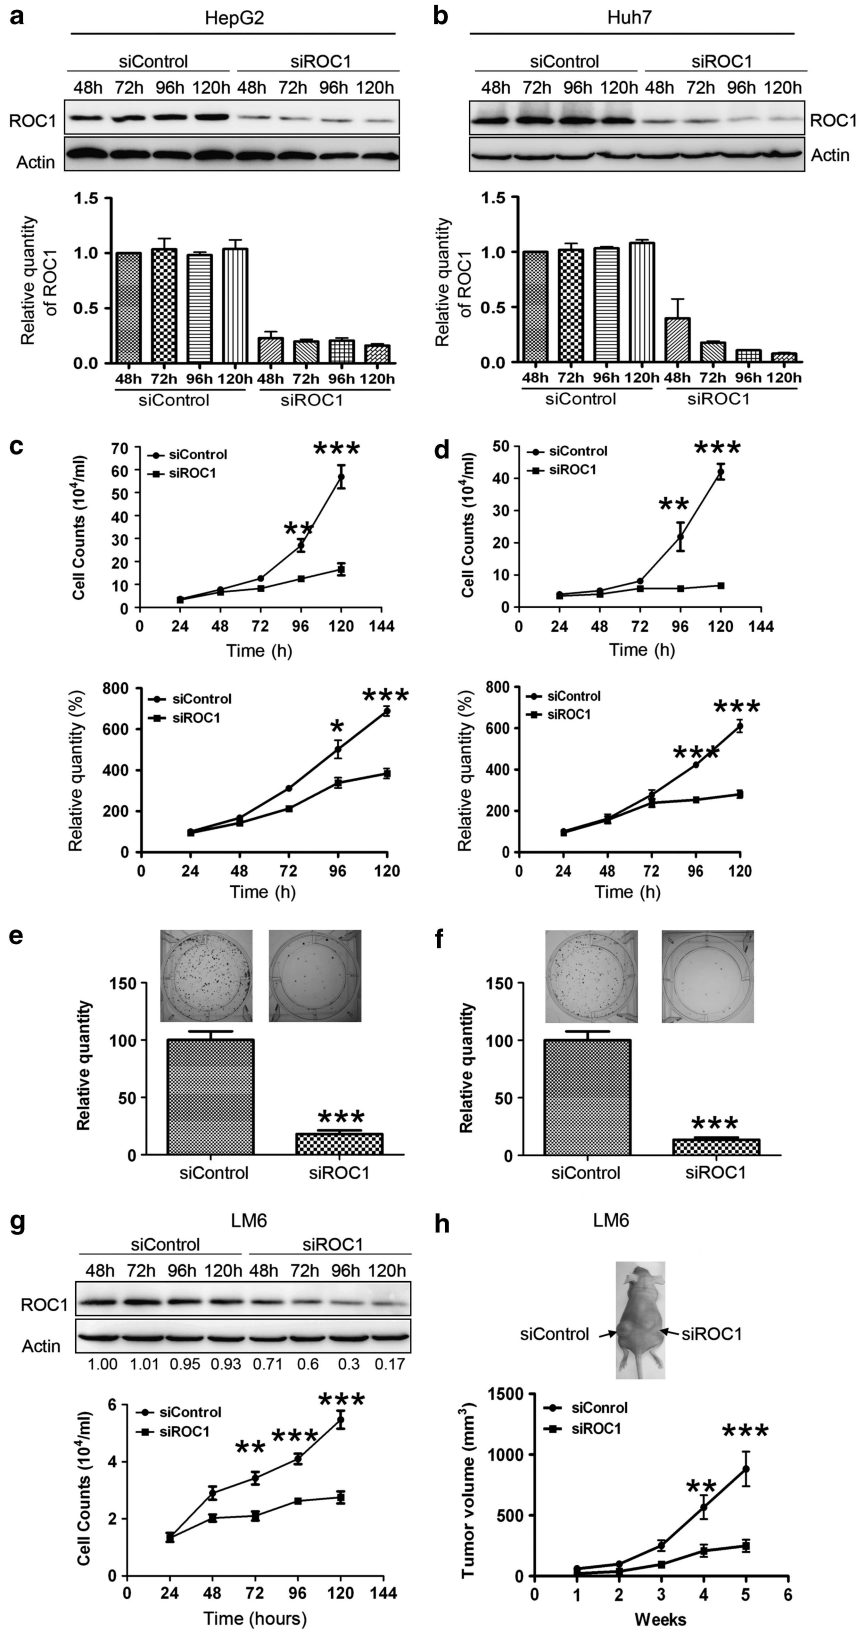 a
HepG2
siControl siROC1
48h 72h 96h 120h 48h 72h 96h 120h
ROC1
Actin
Relative quantity
of ROC1
1.5
1.0
0.5
0.0
48h 72h 96h 120h 48h 72h 96h 120h
siControl siROC1
b
Huh7
siControl siROC1
48h 72h 96h 120h 48h 72h 96h 120h
ROC1
Actin
Relative quantity
of ROC1
1.5
1.0
0.5
0.0
48h 72h 96h 120h 48h 72h 96h 120h
siControl siROC1
c
Cell Counts (10⁴/ml)
70
60
50
40
30
20
10
0
siControl
siROC1
***
**
0 24 48 72 96 120 144
Time (h)
Relative quantity (%)
800
600
400
200
0
siControl
siROC1
***
*
0 24 48 72 96 120
Time (h)
d
Cell Counts (10⁴/ml)
50
40
30
20
10
0
siControl
siROC1
***
**
0 24 48 72 96 120 144
Time (h)
Relative quantity (%)
800
600
400
200
0
siControl
siROC1
***
***
0 24 48 72 96 120
Time (h)
e
Relative quantity
150
100
50
0
***
siControl siROC1
f
Relative quantity
150
100
50
0
***
siControl siROC1
g
LM6
siControl siROC1
48h 72h 96h 120h 48h 72h 96h 120h
ROC1
Actin
1.00 1.01 0.95 0.93 0.71 0.6 0.3 0.17
Cell Counts (10⁴/ml)
6
4
2
0
siControl
siROC1
***
** ***
0 24 48 72 96 120 144
Time (hours)
h
LM6
siControl siROC1
Tumor volume (mm³)
1500
1000
500
0
siConrol
siROC1
***
**
0 1 2 3 4 5 6
Weeks